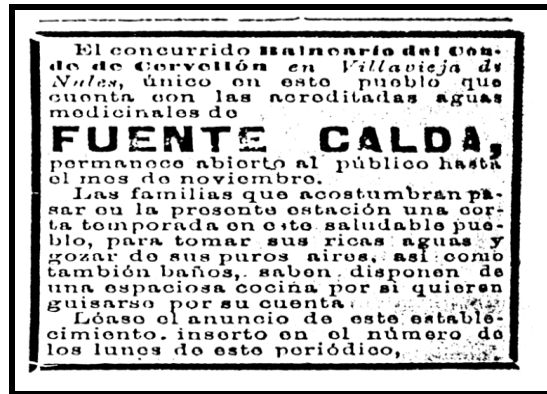 El concurrido Balneario del Con-
de de Cervellón en Villavieja de
Nules, único en este pueblo que
cuenta con las acreditadas aguas
medicinales de
FUENTE CALDA,
permanece abierto al público hasta
el mes de noviembre.
Las familias que acostumbran pa-
sar en la presente estación una cor-
ta temporada en este saludable pue-
blo, para tomar sus ricas aguas y
gozar de sus puros aires, así como
también baños, saben disponen de
una espaciosa cocina por si quieren
guisarse por su cuenta.
Léase el anuncio de este estable-
cimiento. inserto en el número de
los lunes de este periódico,